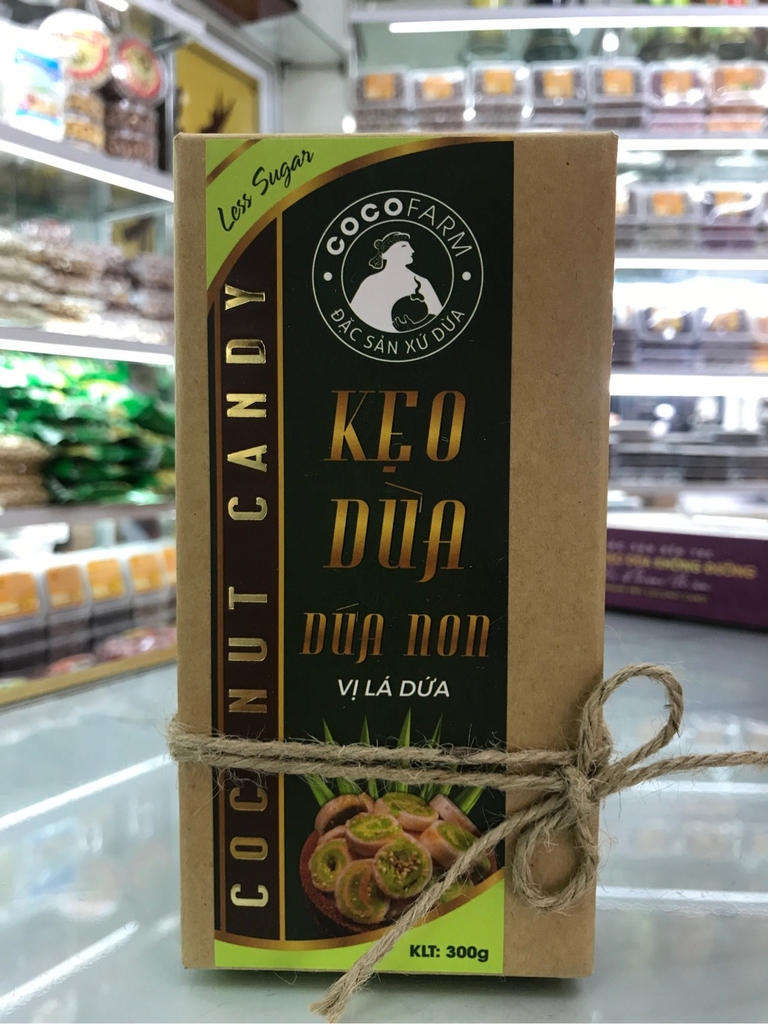 Less Sugar
COCOFARM
ĐẶC SẢN XỨ DỪA
COCONUT CANDY
KẸO
DỪA
DỨA NON
VỊ LÁ DỨA
KLT: 300g